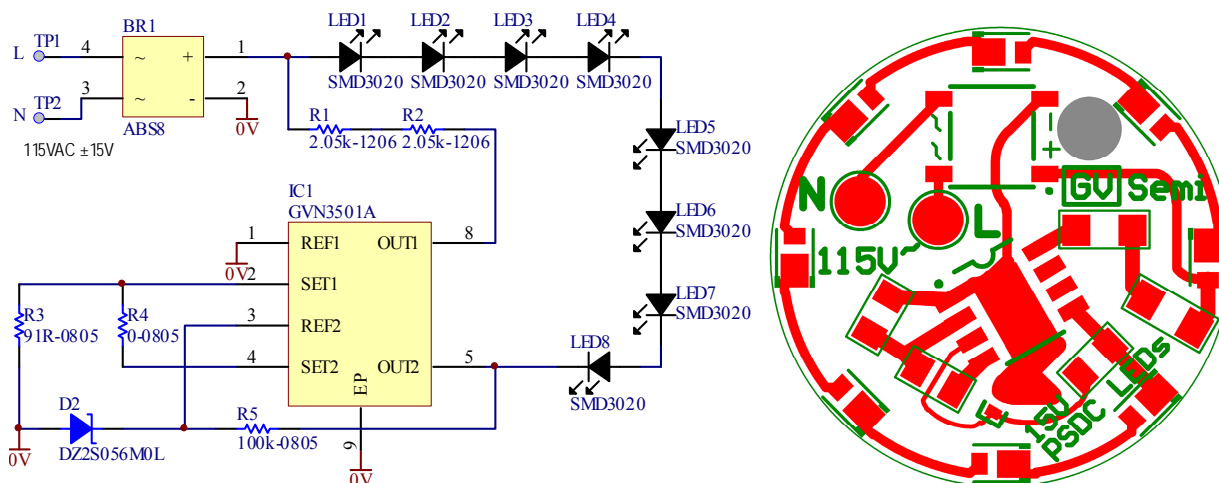 BR1
L TP1 4 ~ + 1
N TP2 3 ~ - 2
ABS8
0V
115VAC ±15V
LED1 LED2 LED3 LED4
SMD3020 SMD3020 SMD3020 SMD3020
R1 R2
2.05k-1206 2.05k-1206
LED5
SMD3020
LED6
SMD3020
LED7
SMD3020
LED8
SMD3020
IC1
GVN3501A
1 REF1 OUT1 8
0V
2 SET1
3 REF2
4 SET2 OUT2 5
EP
9
0V
R3
91R-0805
R4
0-0805
D2
DZ2S056M0L
0V
R5
100k-0805
~
+
GV Semi
N
L
115V~
15V
PSDC LEDs